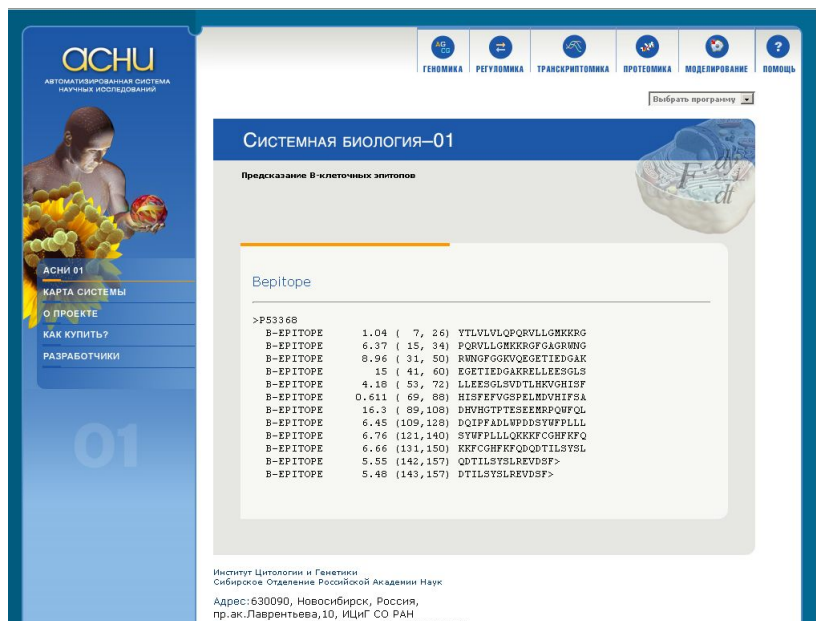 АСНИ
АВТОМАТИЗИРОВАННАЯ СИСТЕМА
НАУЧНЫХ ИССЛЕДОВАНИЙ
AG
CG
?
ГЕНОМИКА
РЕГУЛОМИКА
ТРАНСКРИПТОМИКА
ПРОТЕОМИКА
МОДЕЛИРОВАНИЕ
ПОМОЩЬ
Выбрать программу
СИСТЕМНАЯ БИОЛОГИЯ–01
Предсказание В-клеточных эпитопов
АСНИ 01
КАРТА СИСТЕМЫ
О ПРОЕКТЕ
КАК КУПИТЬ?
РАЗРАБОТЧИКИ
01
Bepitope
>P53368
B-EPITOPE 1.04 ( 7, 26) YTLVLVLQPQRVLLGMKKRG
B-EPITOPE 6.37 ( 15, 34) PQRVLLGMKKRGFGAGRWNG
B-EPITOPE 8.96 ( 31, 50) RWNGFGGKVQEGETIEDGAK
B-EPITOPE 15 ( 41, 60) EGETIEDGAKRELLEESGLS
B-EPITOPE 4.18 ( 53, 72) LLEESGLSVDTLHKVGHISF
B-EPITOPE 0.611 ( 69, 88) HISFEFVGSPELMDVHIFSA
B-EPITOPE 16.3 ( 89,108) DHVHGTPTESEEMRPQWFQL
B-EPITOPE 6.45 (109,128) DQIPFADLWPDDSYWFPLLL
B-EPITOPE 6.76 (121,140) SYWFPLLLQKKKFCGHFKFQ
B-EPITOPE 6.66 (131,150) KKFCGHFKFQDQDTILSYSL
B-EPITOPE 5.55 (142,157) QDTILSYSLREVDSF>
B-EPITOPE 5.48 (143,157) DTILSYSLREVDSF>
Институт Цитологии и Генетики
Сибирское Отделение Российской Академии Наук
Адрес:630090, Новосибирск, Россия,
пр.ак.Лаврентьева,10, ИЦиГ СО РАН